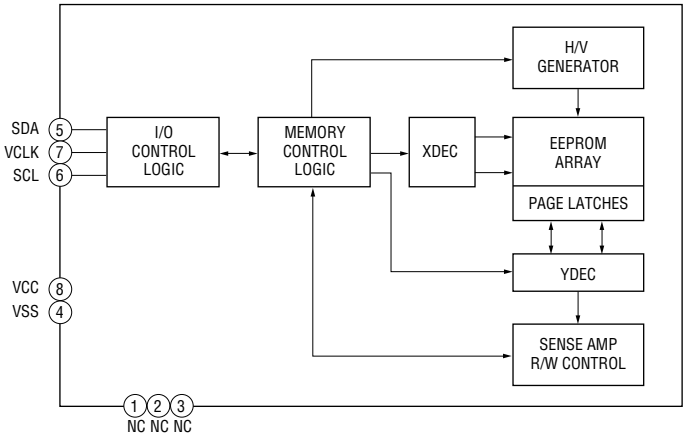 H/V
GENERATOR
SDA 5
VCLK 7
SCL 6
I/O
CONTROL
LOGIC
MEMORY
CONTROL
LOGIC
XDEC
EEPROM
ARRAY
PAGE LATCHES
YDEC
VCC 8
VSS 4
SENSE AMP
R/W CONTROL
1 2 3
NC NC NC